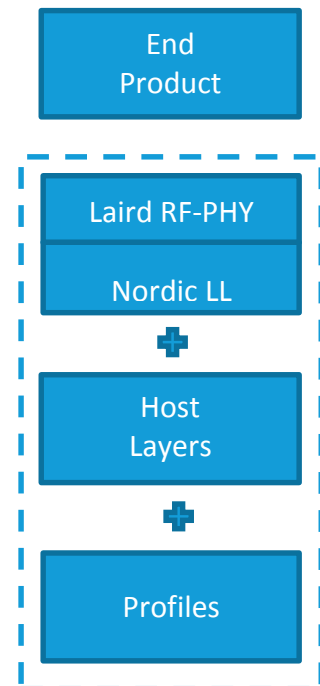 End
Product
Laird RF-PHY
Nordic LL
Host
Layers
Profiles